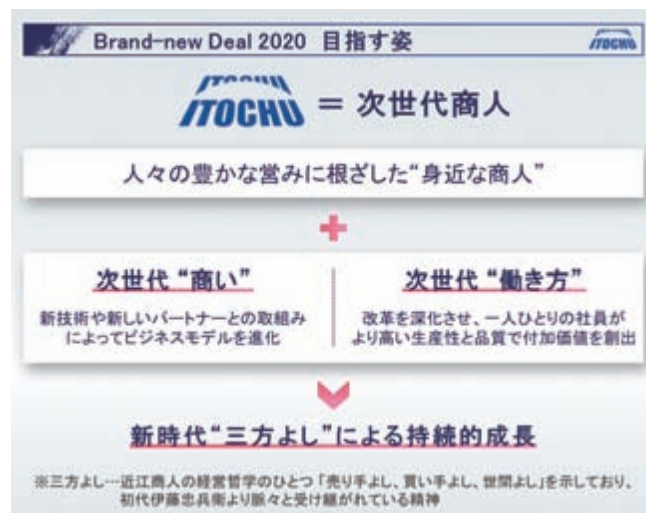 Brand-new Deal 2020 目指す姿
ITOCHU
ITOCHU = 次世代商人
人々の豊かな営みに根ざした“身近な商人”
+
次世代 “商い”
新技術や新しいパートナーとの取組み
によってビジネスモデルを進化
次世代 “働き方”
改革を深化させ、一人ひとりの社員が
より高い生産性と品質で付加価値を創出
新時代“三方よし”による持続的成長
※三方よし…近江商人の経営哲学のひとつ「売り手よし、買い手よし、世間よし」を示しており、
初代伊藤忠兵衛より脈々と受け継がれている精神